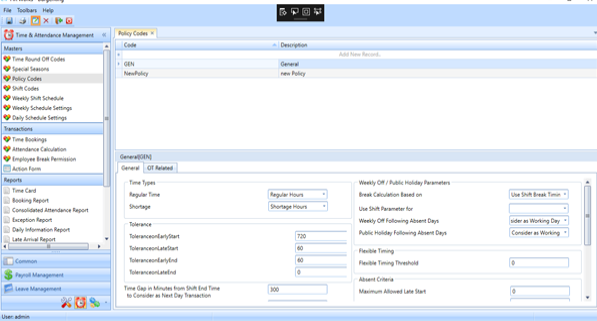 File Toolbars Help
Time & Attendance Management
Masters
Time Round Off Codes
Special Seasons
Policy Codes
Shift Codes
Weekly Shift Schedule
Weekly Schedule Settings
Daily Schedule Settings
Transactions
Time Bookings
Attendance Calculation
Employee Break Permission
Action Form
Reports
Time Card
Booking Report
Consolidated Attendance Report
Exception Report
Daily Information Report
Late Arrival Report
Common
Payroll Management
Leave Management
User: admin
Policy Codes
Code Description
Add New Record..
GEN General
NewPolicy new Policy
General[GEN]
General OT Related
Time Types
Regular Time Regular Hours
Shortage Shortage Hours
Tolerance
ToleranceonEarlyStart 720
ToleranceonLateStart 60
ToleranceonEarlyEnd 60
ToleranceonLateEnd 0
Time Gap in Minutes from Shift End Time 300
to Consider as Next Day Transaction
Weekly Off / Public Holiday Parameters
Break Calculation Based on Use Shift Break Timin
Use Shift Parameter for
Weekly Off Following Absent Days sider as Working Day
Public Holiday Following Absent Days Consider as Working
Flexible Timing
Flexible Timing Threshold 0
Absent Criteria
Maximum Allowed Late Start 0